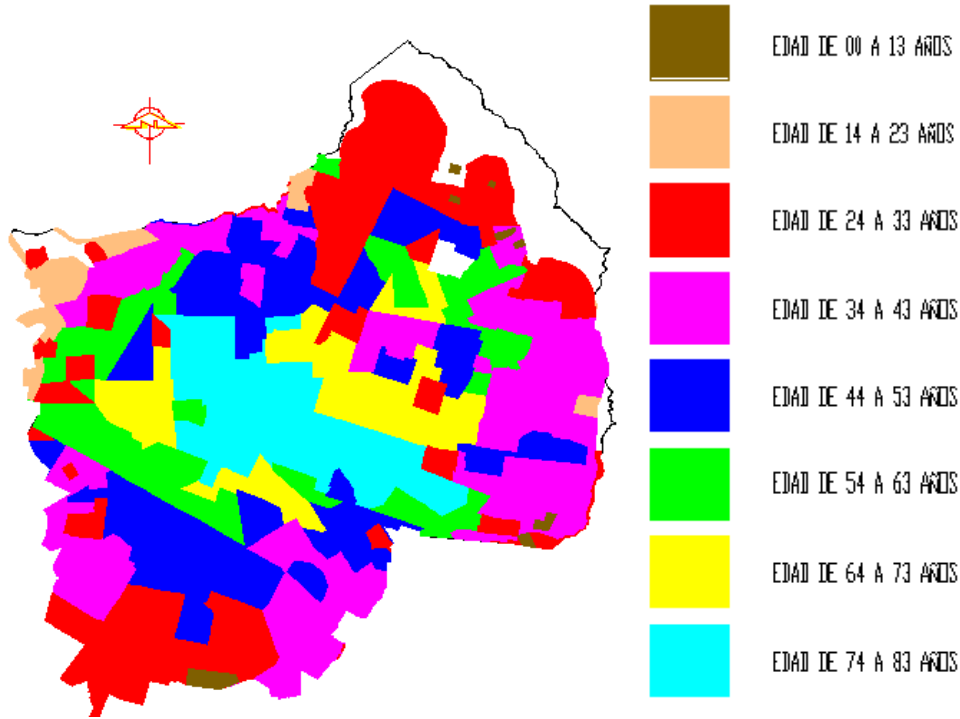 EDAD DE 00 A 13 AÑOS
EDAD DE 14 A 23 AÑOS
EDAD DE 24 A 33 AÑOS
EDAD DE 34 A 43 AÑOS
EDAD DE 44 A 53 AÑOS
EDAD DE 54 A 63 AÑOS
EDAD DE 64 A 73 AÑOS
EDAD DE 74 A 83 AÑOS